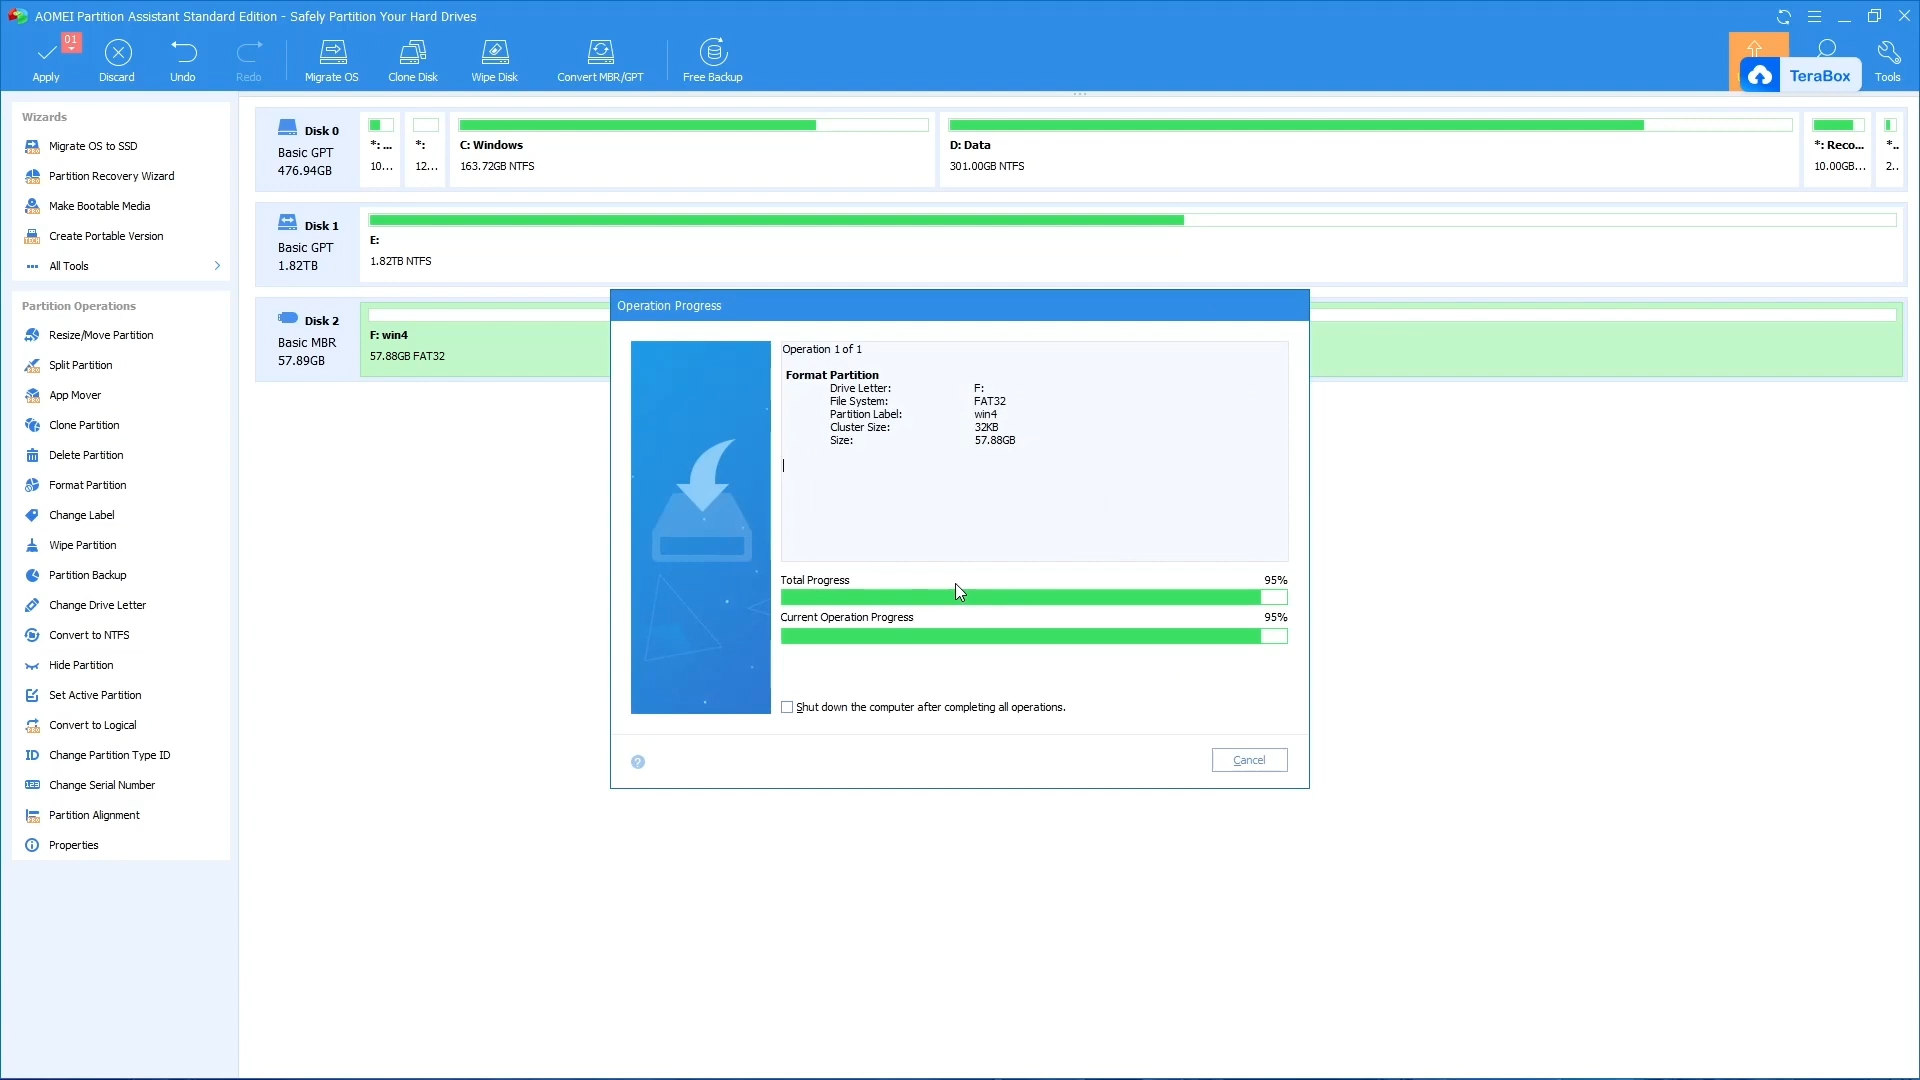 AOMEI Partition Assistant Standard Edition - Safely Partition Your Hard Drives
01
Apply
Discard
Undo
Redo
Migrate OS
Clone Disk
Wipe Disk
Convert MBR/GPT
Free Backup
TeraBox
Tools
Wizards
Migrate OS to SSD
Partition Recovery Wizard
Make Bootable Media
Create Portable Version
All Tools
Partition Operations
Resize/Move Partition
Split Partition
App Mover
Clone Partition
Delete Partition
Format Partition
Change Label
Wipe Partition
Partition Backup
Change Drive Letter
Convert to NTFS
Hide Partition
Set Active Partition
Convert to Logical
Change Partition Type ID
Change Serial Number
Partition Alignment
Properties
Disk 0
Basic GPT
476.94GB
*: ...
10...
*:
12...
C: Windows
163.72GB NTFS
D: Data
301.00GB NTFS
*: Reco...
10.00GB...
*..
2..
Disk 1
Basic GPT
1.82TB
E:
1.82TB NTFS
Disk 2
Basic MBR
57.89GB
F: win4
57.88GB FAT32
Operation Progress
Operation 1 of 1
Format Partition
Drive Letter: F:
File System: FAT32
Partition Label: win4
Cluster Size: 32KB
Size: 57.88GB
Total Progress 95%
Current Operation Progress 95%
Shut down the computer after completing all operations.
Cancel